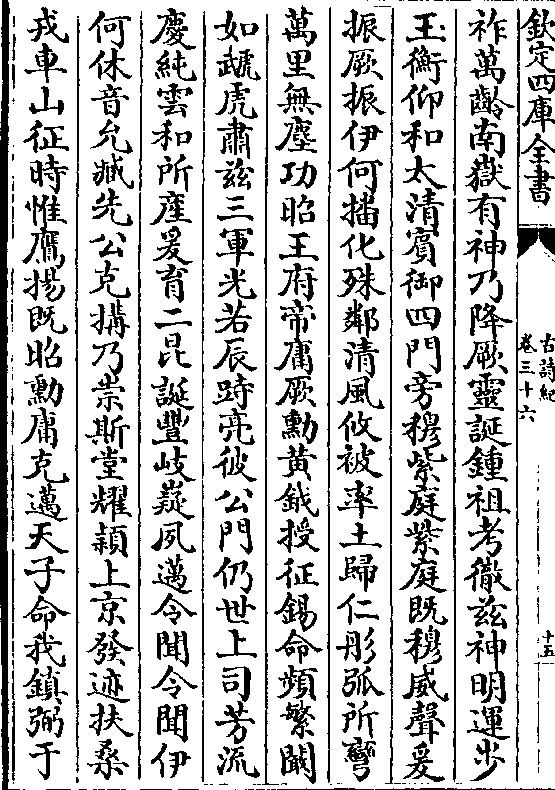 欽定四庫全書
古詩紀
卷三十六
十五
祚萬齡南嶽有神乃降厥靈誕鍾祖考徽兹神明運步
玉衡仰和太清賔御四門旁穆紫庭紫庭既穆威聲爰
振厥振伊何播化殊鄰清風攸被率土歸仁彤弧所彎
萬里無塵功昭王府帝庸厥勳黄鉞授征錫命頻繁闞
如虓虎肅兹三軍光若辰跱亮彼公門仍世上司芳流
慶純雲和所産爰育二昆誕豐岐嶷夙邁令聞令聞伊
何休音允臧先公克搆乃崇斯堂耀穎上京發迹扶桑
戎車山征時惟鷹揚既昭勳庸克邁天子命我鎮弼于